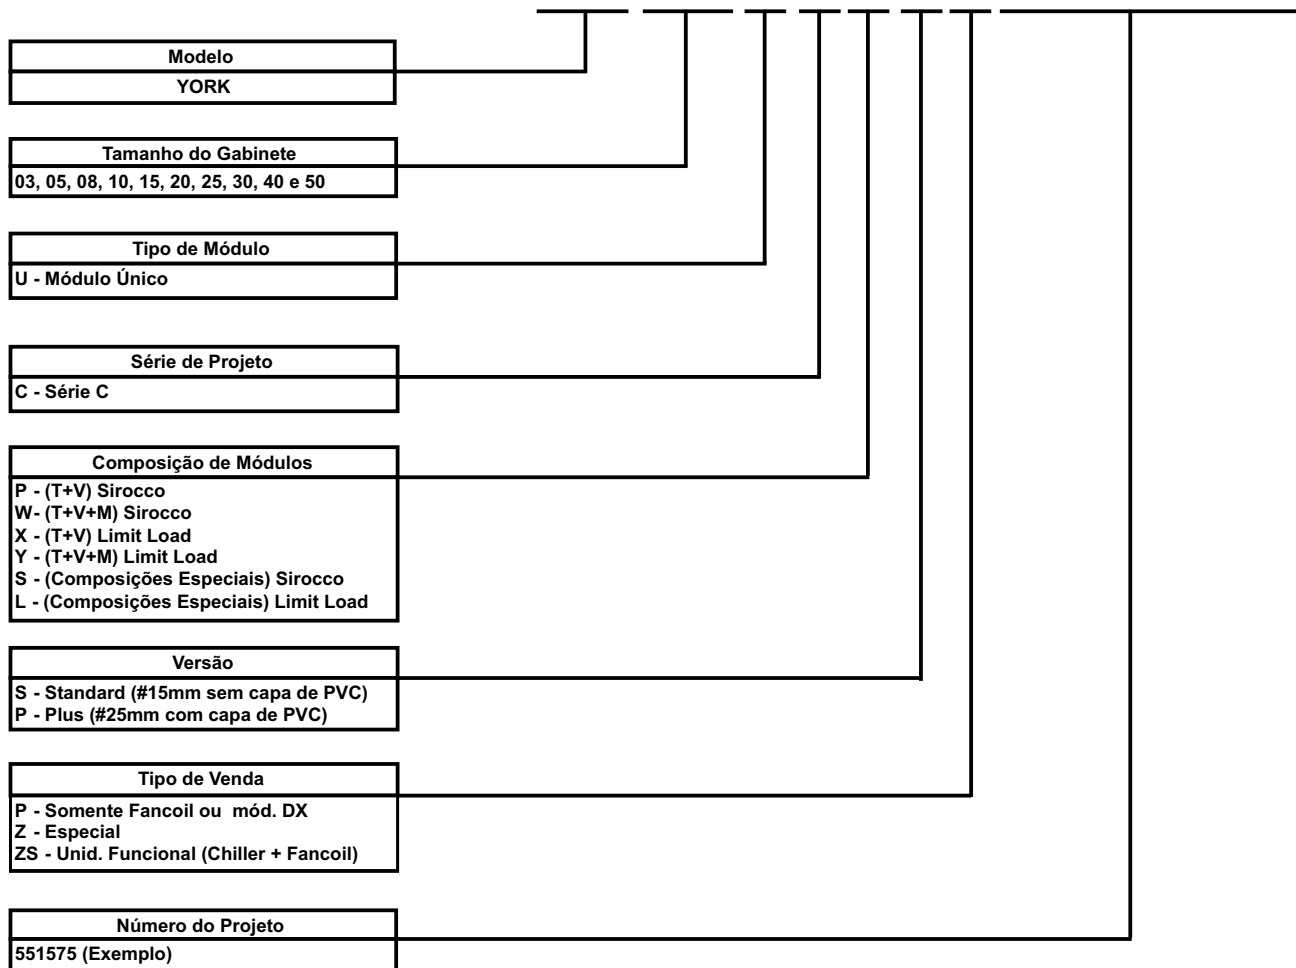 Modelo
YORK
Tamanho do Gabinete
03, 05, 08, 10, 15, 20, 25, 30, 40 e 50
Tipo de Módulo
U - Módulo Único
Série de Projeto
C - Série C
Composição de Módulos
P - (T+V) Sirocco
W- (T+V+M) Sirocco
X - (T+V) Limit Load
Y - (T+V+M) Limit Load
S - (Composições Especiais) Sirocco
L - (Composições Especiais) Limit Load
Versão
S - Standard (#15mm sem capa de PVC)
P - Plus (#25mm com capa de PVC)
Tipo de Venda
P - Somente Fancoil ou mód. DX
Z - Especial
ZS - Unid. Funcional (Chiller + Fancoil)
Número do Projeto
551575 (Exemplo)